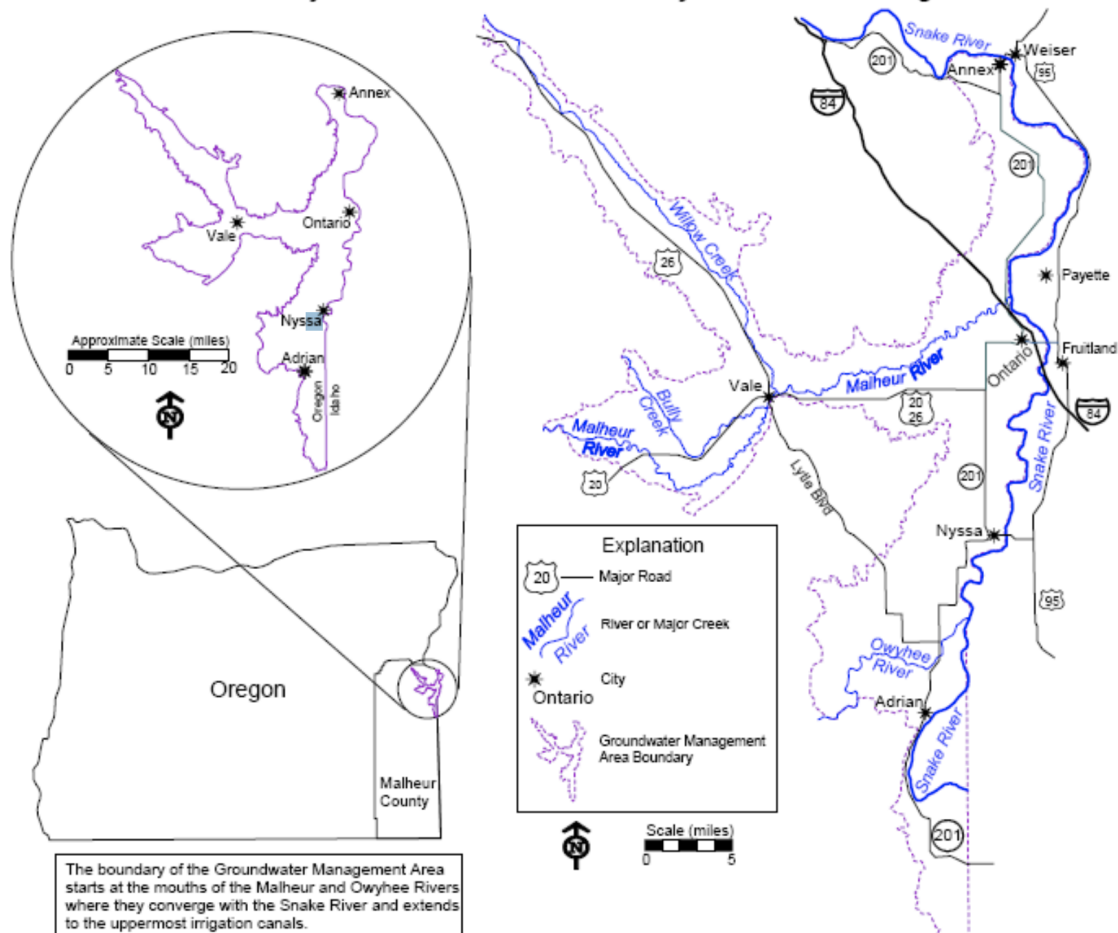 Annex
Vale
Ontario
Nyssa
Adrian
Oregon
Idaho
Approximate Scale (miles)
0 5 10 15 20
N
Oregon
Malheur
County
The boundary of the Groundwater Management Area
starts at the mouths of the Malheur and Owyhee Rivers
where they converge with the Snake River and extends
to the uppermost irrigation canals.
Snake River
Weiser
201
Annex
95
84
201
Willow Creek
26
Payette
Fruitland
Ontario
Malheur River
Vale
20
26
84
Bully
Creek
Malheur
River
20
Lytle Blvd
201
Snake River
Nyssa
95
Owyhee
River
Adrian
Snake River
201
Explanation
20
Major Road
Malheur
River
River or Major Creek
Ontario
City
Groundwater Management
Area Boundary
N
Scale (miles)
0 5